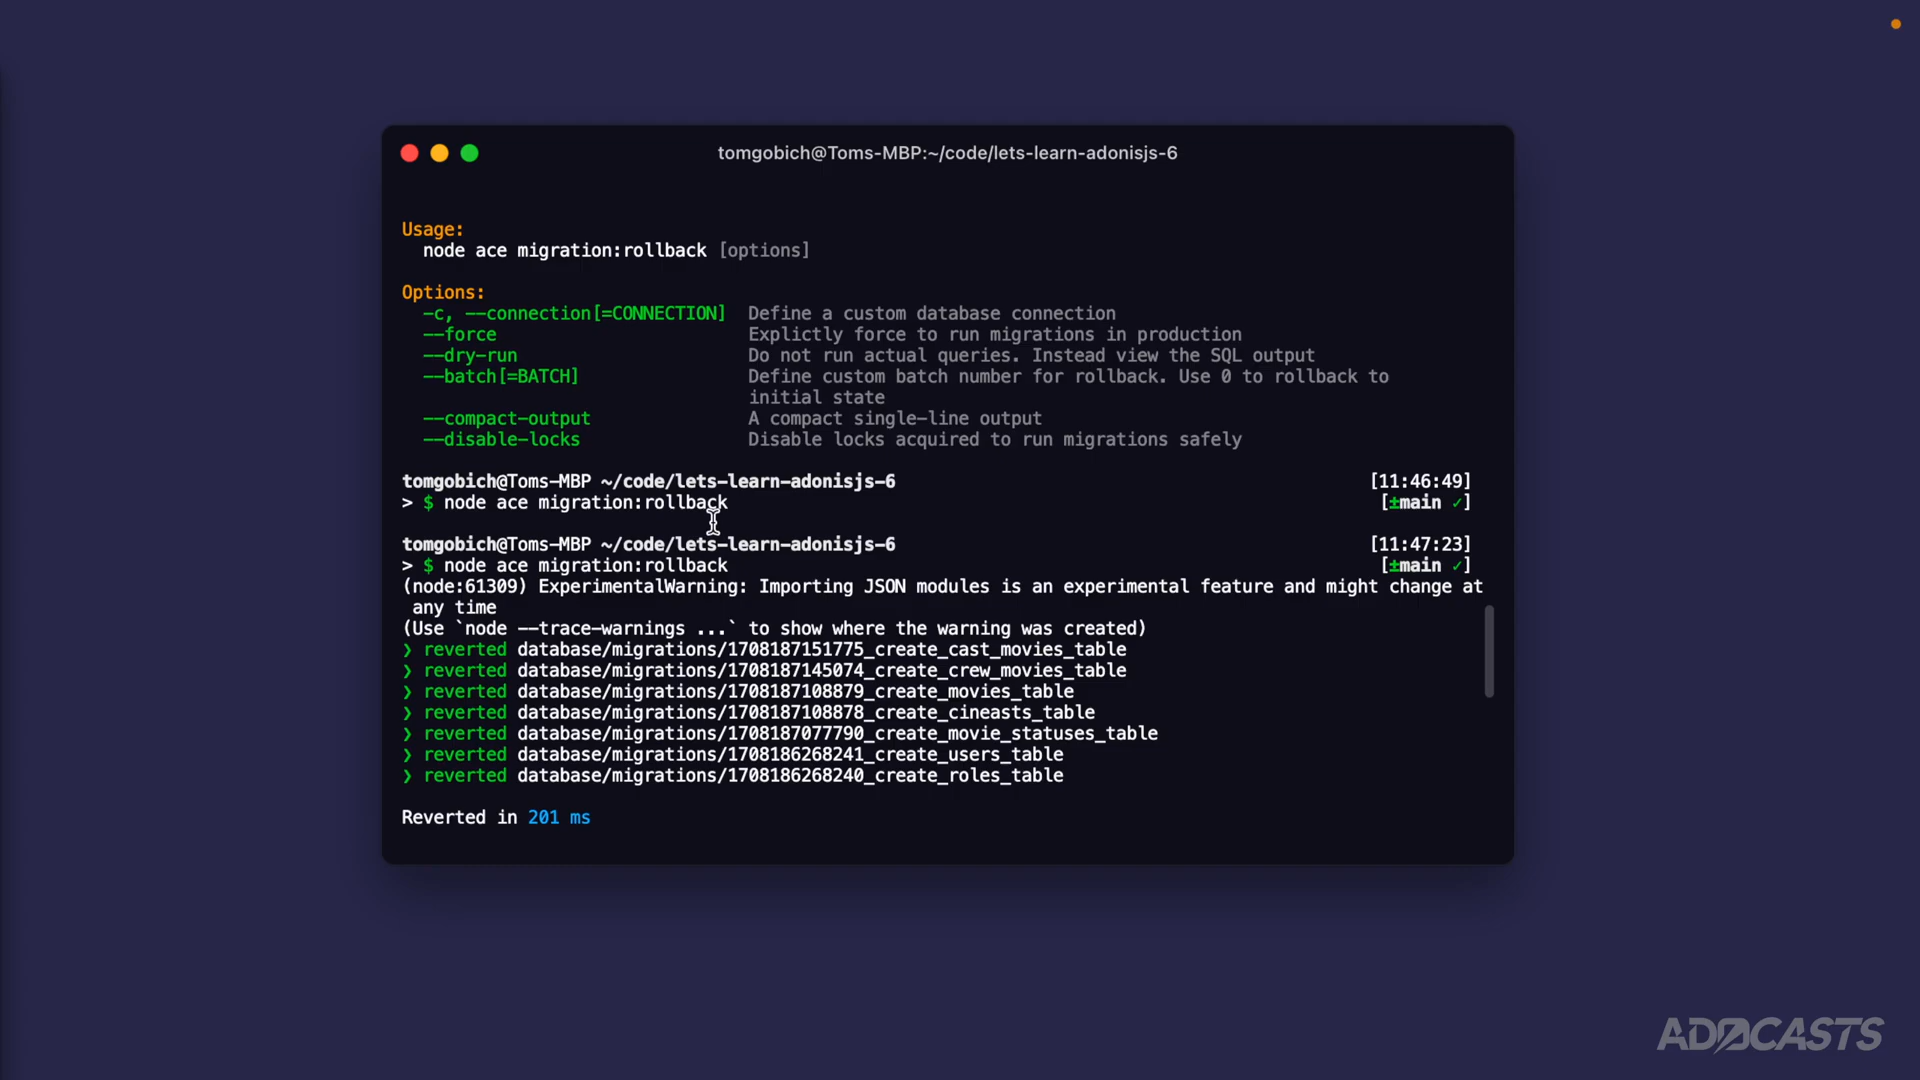 tomgobich@Toms-MBP:~/code/lets-learn-adonisjs-6
Usage:
node ace migration:rollback [options]
Options:
-c, --connection[=CONNECTION] Define a custom database connection
--force Explictly force to run migrations in production
--dry-run Do not run actual queries. Instead view the SQL output
--batch[=BATCH] Define custom batch number for rollback. Use 0 to rollback to
initial state
--compact-output A compact single-line output
--disable-locks Disable locks acquired to run migrations safely
tomgobich@Toms-MBP ~/code/lets-learn-adonisjs-6 [11:46:49]
> $ node ace migration:rollback [±main ✓]
tomgobich@Toms-MBP ~/code/lets-learn-adonisjs-6 [11:47:23]
> $ node ace migration:rollback [±main ✓]
(node:61309) ExperimentalWarning: Importing JSON modules is an experimental feature and might change at
any time
(Use `node --trace-warnings ...` to show where the warning was created)
❯ reverted database/migrations/1708187151775_create_cast_movies_table
❯ reverted database/migrations/1708187145074_create_crew_movies_table
❯ reverted database/migrations/1708187108879_create_movies_table
❯ reverted database/migrations/1708187108878_create_cineasts_table
❯ reverted database/migrations/1708187077790_create_movie_statuses_table
❯ reverted database/migrations/1708186268241_create_users_table
❯ reverted database/migrations/1708186268240_create_roles_table
Reverted in 201 ms
ADOCASTS